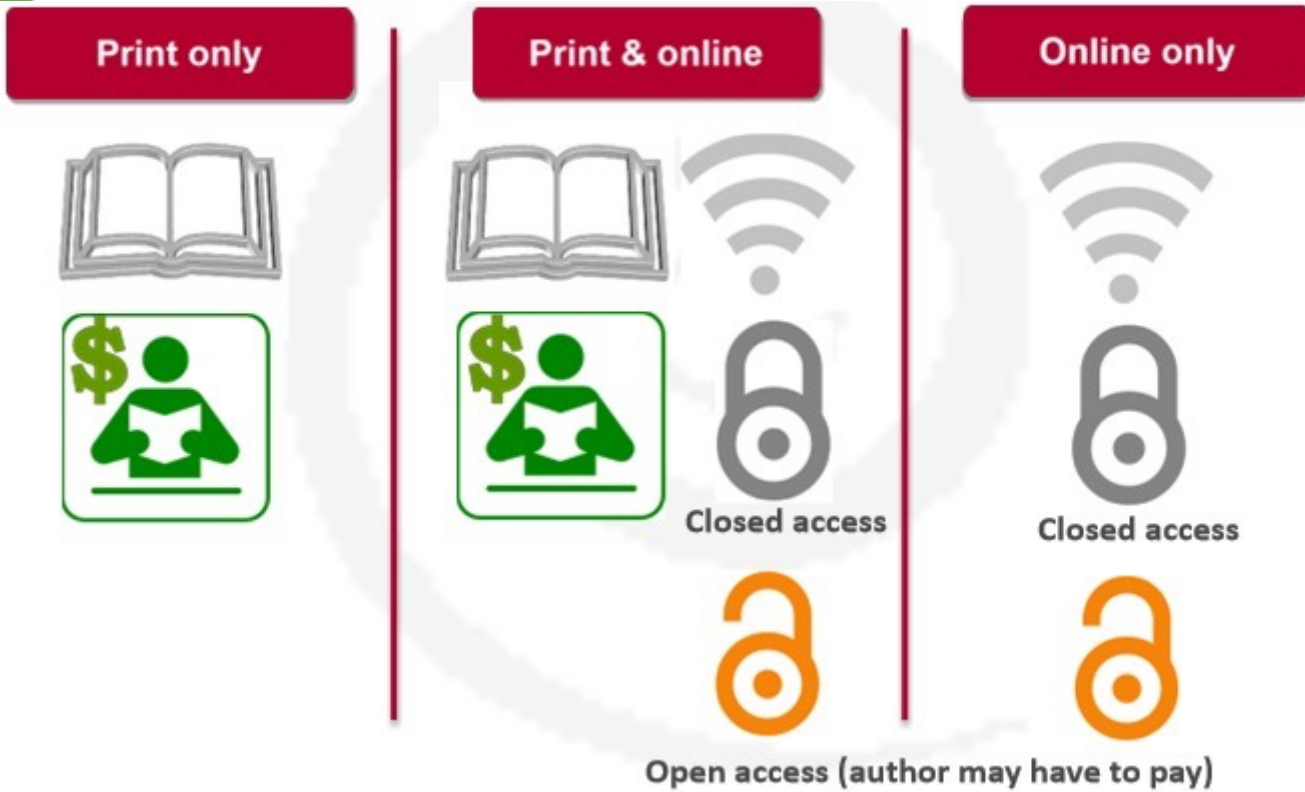 Print only
Print & online
Online only
$
$
Closed access
Closed access
Open access (author may have to pay)